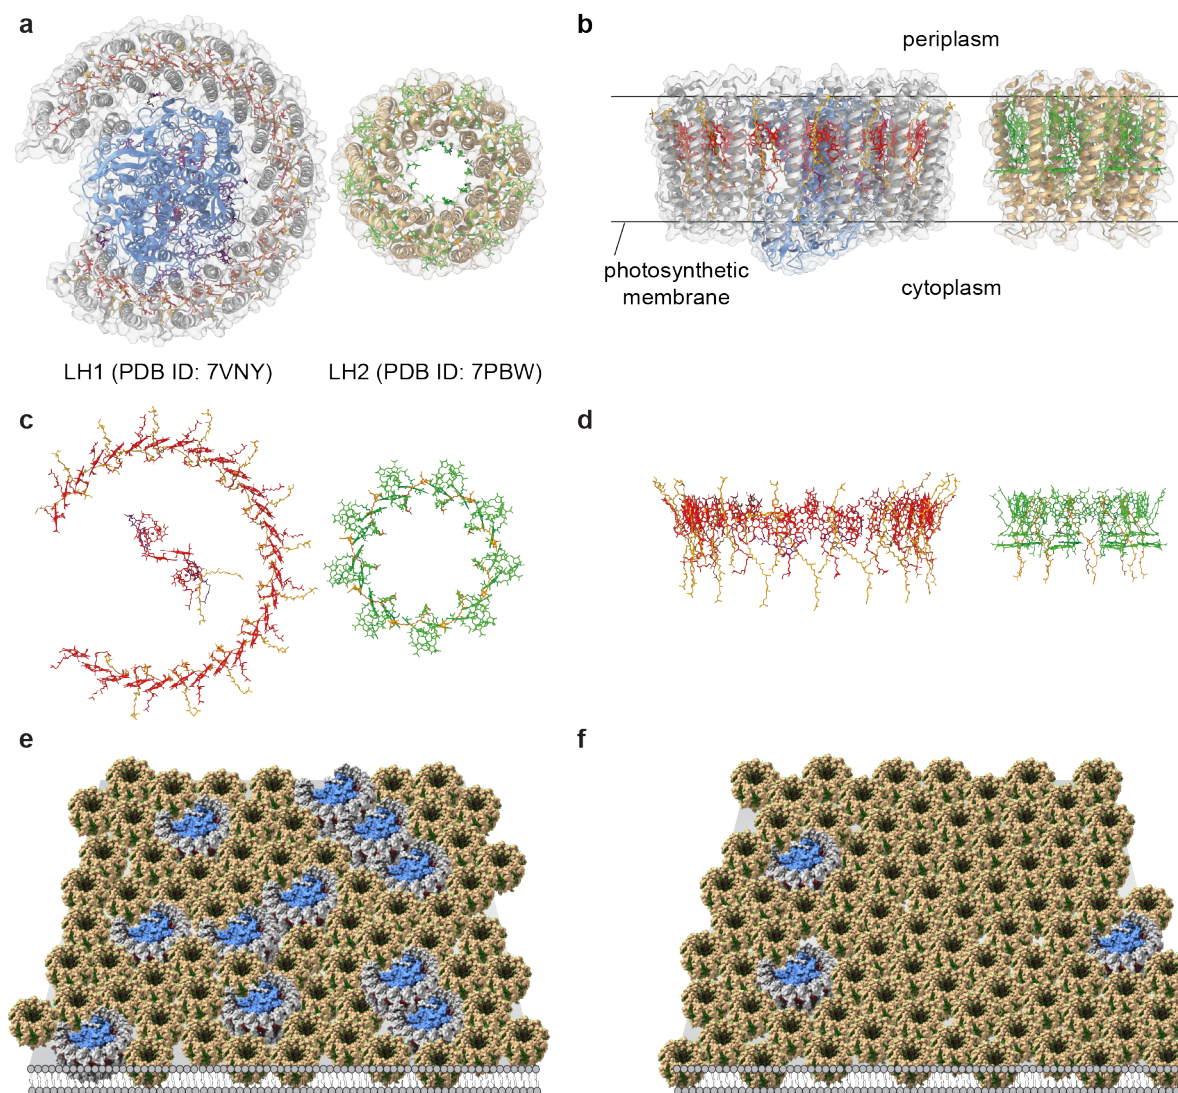 a
b
periplasm
photosynthetic
membrane
cytoplasm
LH1 (PDB ID: 7VNY)
LH2 (PDB ID: 7PBW)
c
d
e
f